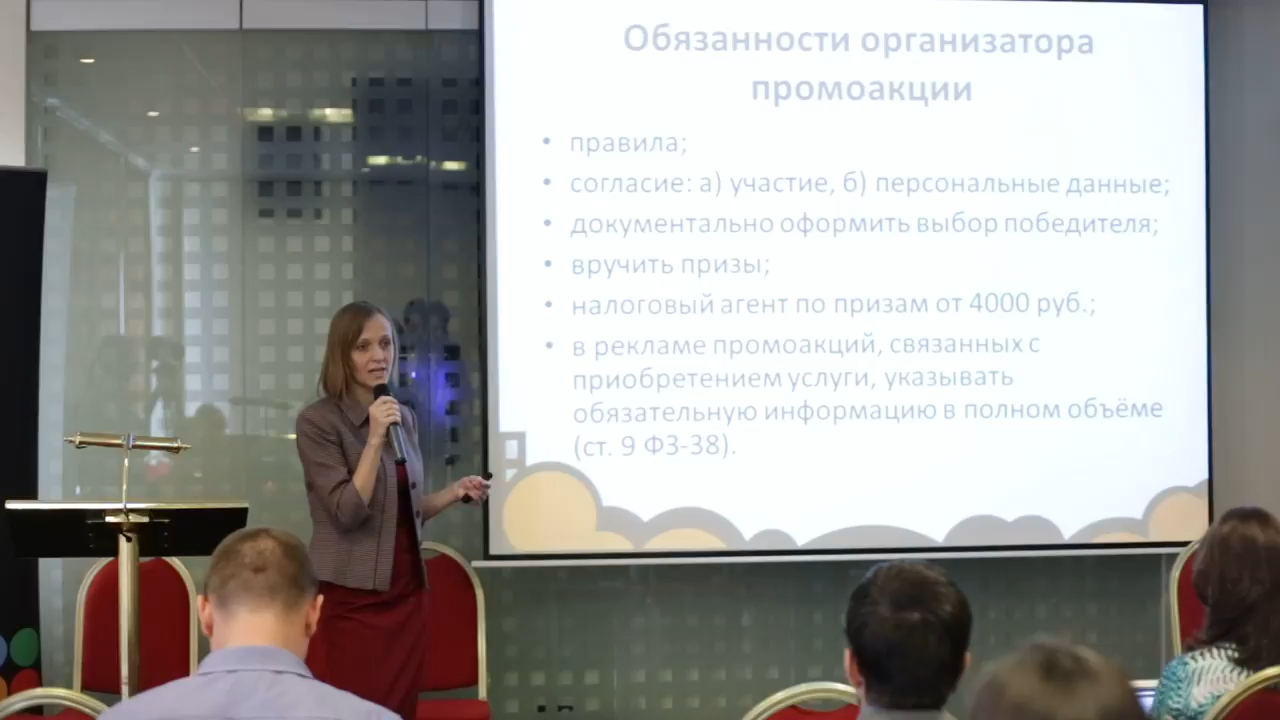 Обязанности организатора
промоакции
• правила;
• согласие: а) участие, б) персональные данные;
• документально оформить выбор победителя;
• вручить призы;
• налоговый агент по призам от 4000 руб.;
• в рекламе промоакций, связанных с
приобретением услуги, указывать
обязательную информацию в полном объёме
(ст. 9 ФЗ-38).